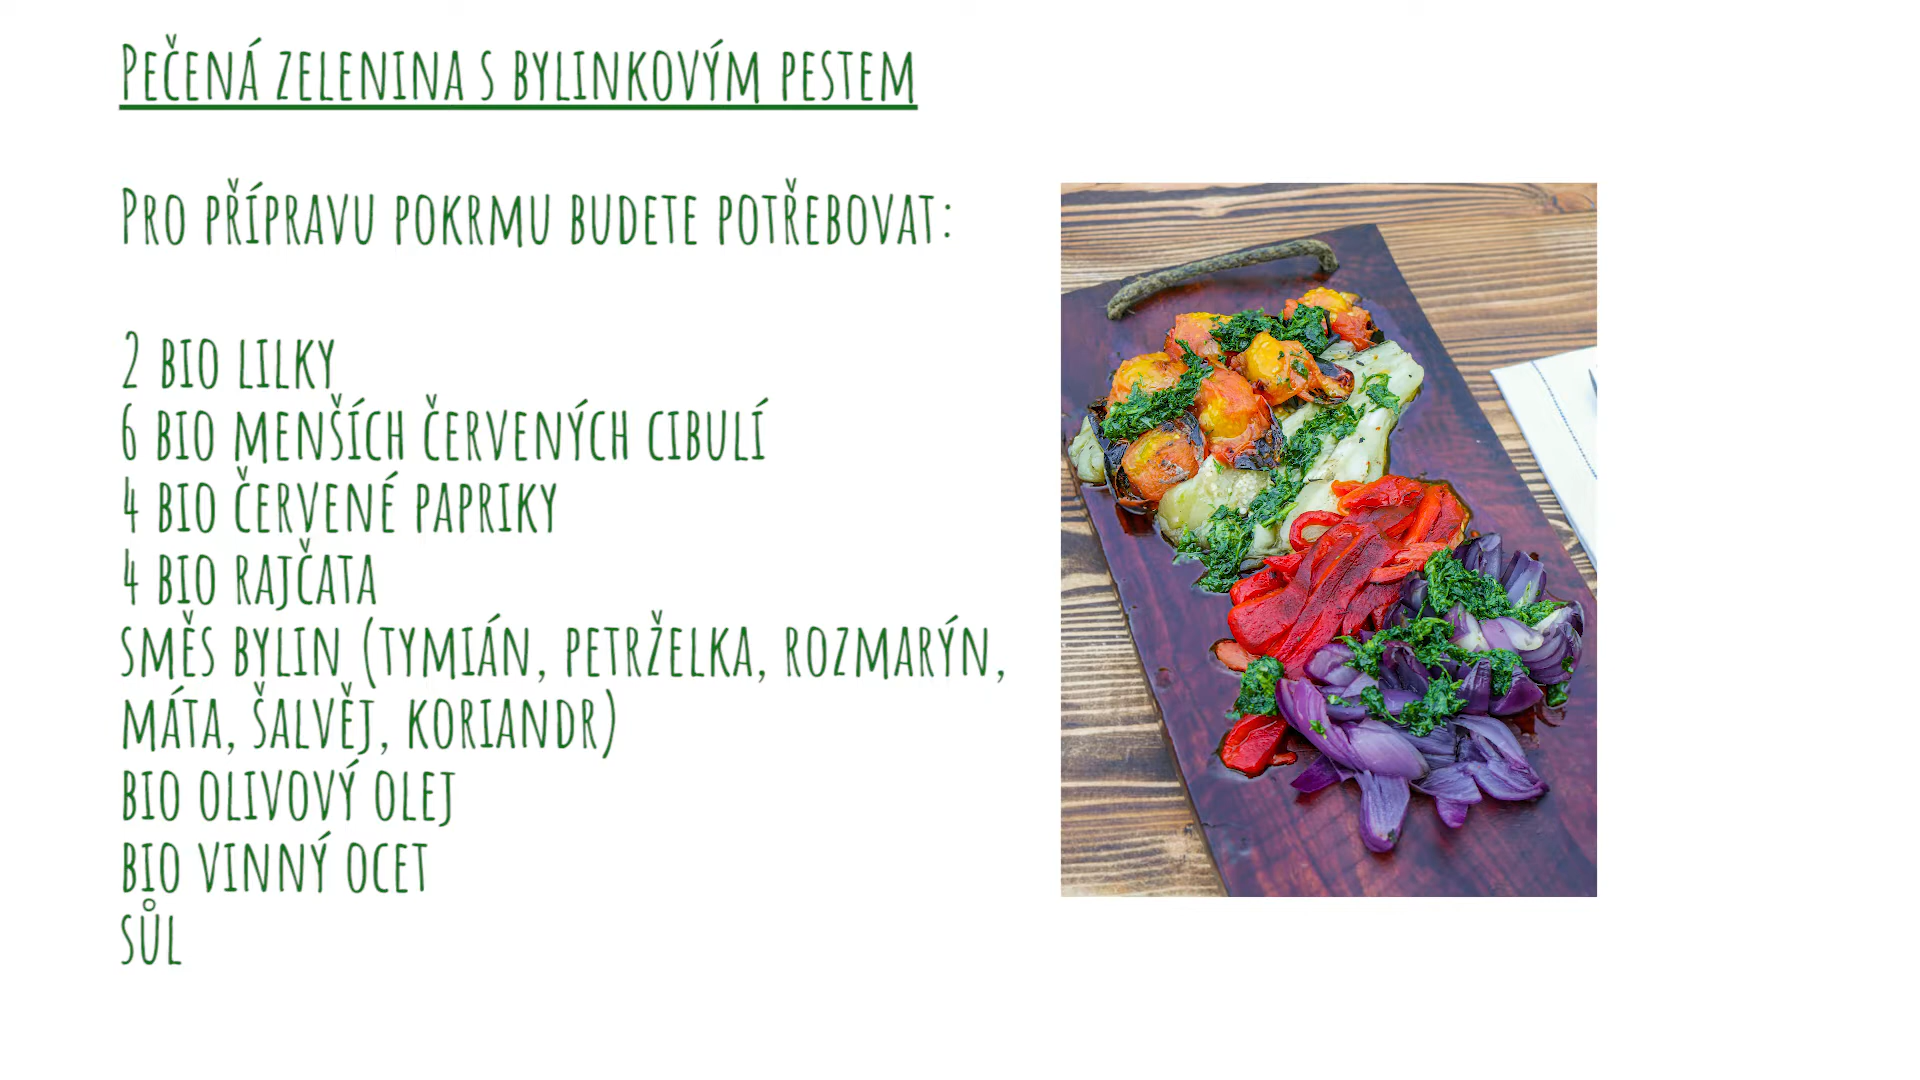 Pečená zelenina s bylinkovým pestem
Pro přípravu pokrmu budete potřebovat:
2 bio lilky
6 bio menších červených cibulí
4 bio červené papriky
4 bio rajčata
směs bylin (tymián, petrželka, rozmarýn,
máta, šalvěj, koriandr)
bio olivový olej
bio vinný ocet
sůl